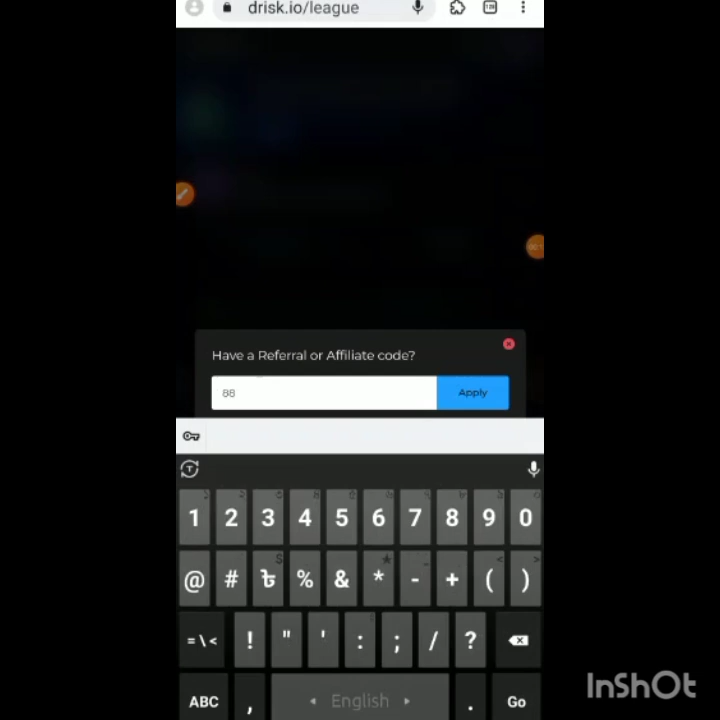 drisk.io/league
Have a Referral or Affiliate code?
88
Apply
1 2 3 4 5 6 7 8 9 0
@ # ৳ % & * - + ( )
= \ < ! " ' : ; / ?
ABC , English . Go
InShOt